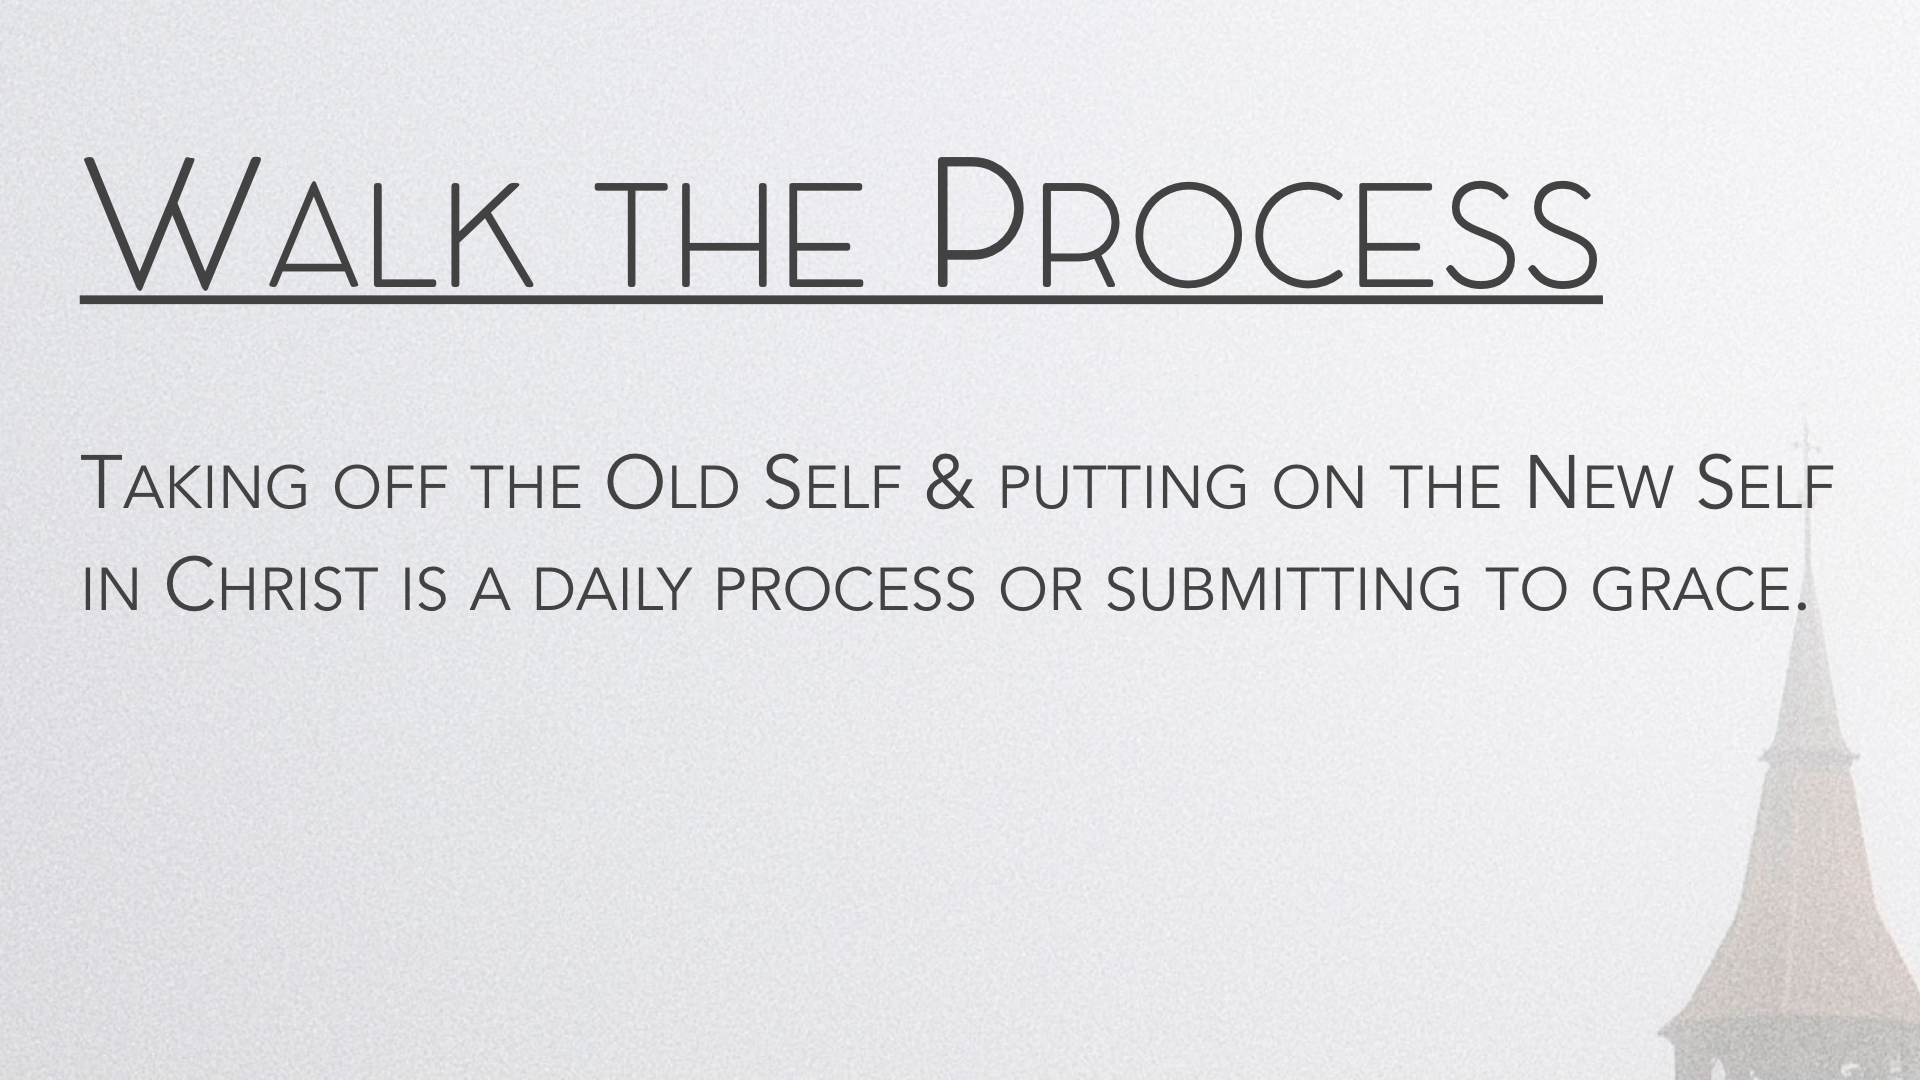 Walk the Process
Taking off the Old Self & putting on the New Self
in Christ is a daily process or submitting to grace.